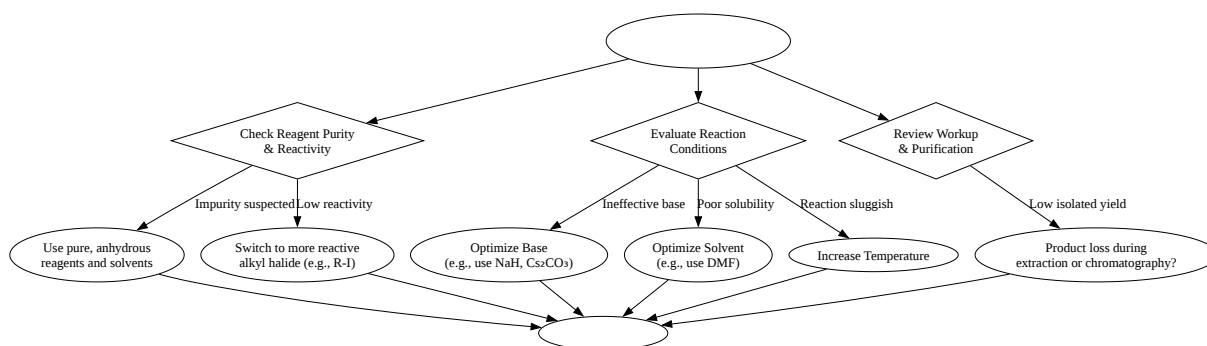 Check Reagent Purity
& Reactivity
Evaluate Reaction
Conditions
Review Workup
& Purification
Impurity suspected
Low reactivity
Ineffective base
Poor solubility
Reaction sluggish
Low isolated yield
Use pure, anhydrous
reagents and solvents
Switch to more reactive
alkyl halide (e.g., R-I)
Optimize Base
(e.g., use NaH, Cs₂CO₃)
Optimize Solvent
(e.g., use DMF)
Increase Temperature
Product loss during
extraction or chromatography?